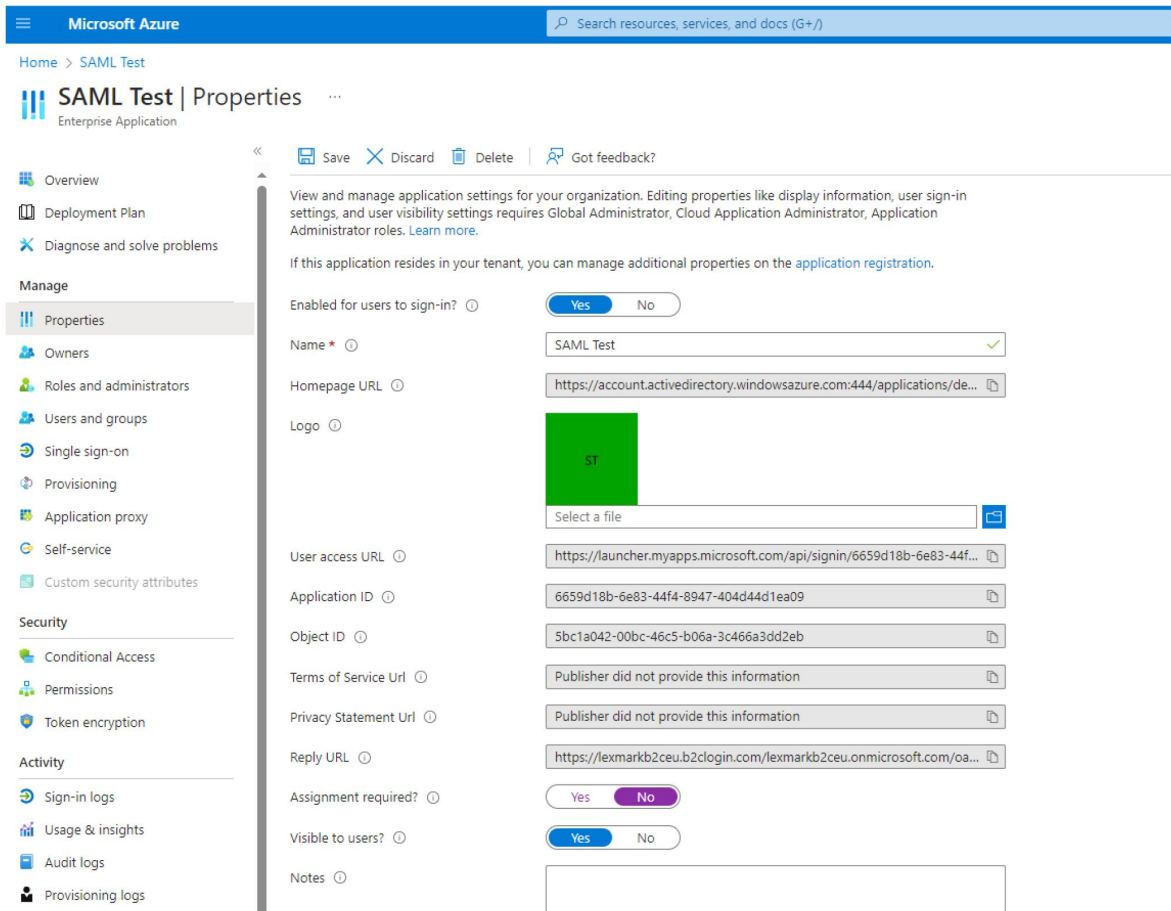 Microsoft Azure
Search resources, services, and docs (G+/)
Home > SAML Test
SAML Test | Properties ...
Enterprise Application
«
Overview
Deployment Plan
Diagnose and solve problems
Manage
Properties
Owners
Roles and administrators
Users and groups
Single sign-on
Provisioning
Application proxy
Self-service
Custom security attributes
Security
Conditional Access
Permissions
Token encryption
Activity
Sign-in logs
Usage & insights
Audit logs
Provisioning logs
Save Discard Delete Got feedback?
View and manage application settings for your organization. Editing properties like display information, user sign-in
settings, and user visibility settings requires Global Administrator, Cloud Application Administrator, Application
Administrator roles. Learn more.
If this application resides in your tenant, you can manage additional properties on the application registration.
Enabled for users to sign-in? Yes No
Name * SAML Test
Homepage URL https://account.activedirectory.windowsazure.com:444/applications/de...
Logo
ST
Select a file
User access URL https://launcher.myapps.microsoft.com/api/signin/6659d18b-6e83-44f...
Application ID 6659d18b-6e83-44f4-8947-404d44d1ea09
Object ID 5bc1a042-00bc-46c5-b06a-3c466a3dd2eb
Terms of Service Url Publisher did not provide this information
Privacy Statement Url Publisher did not provide this information
Reply URL https://lexmarkb2ceu.b2clogin.com/lexmarkb2ceu.onmicrosoft.com/oa...
Assignment required? Yes No
Visible to users? Yes No
Notes